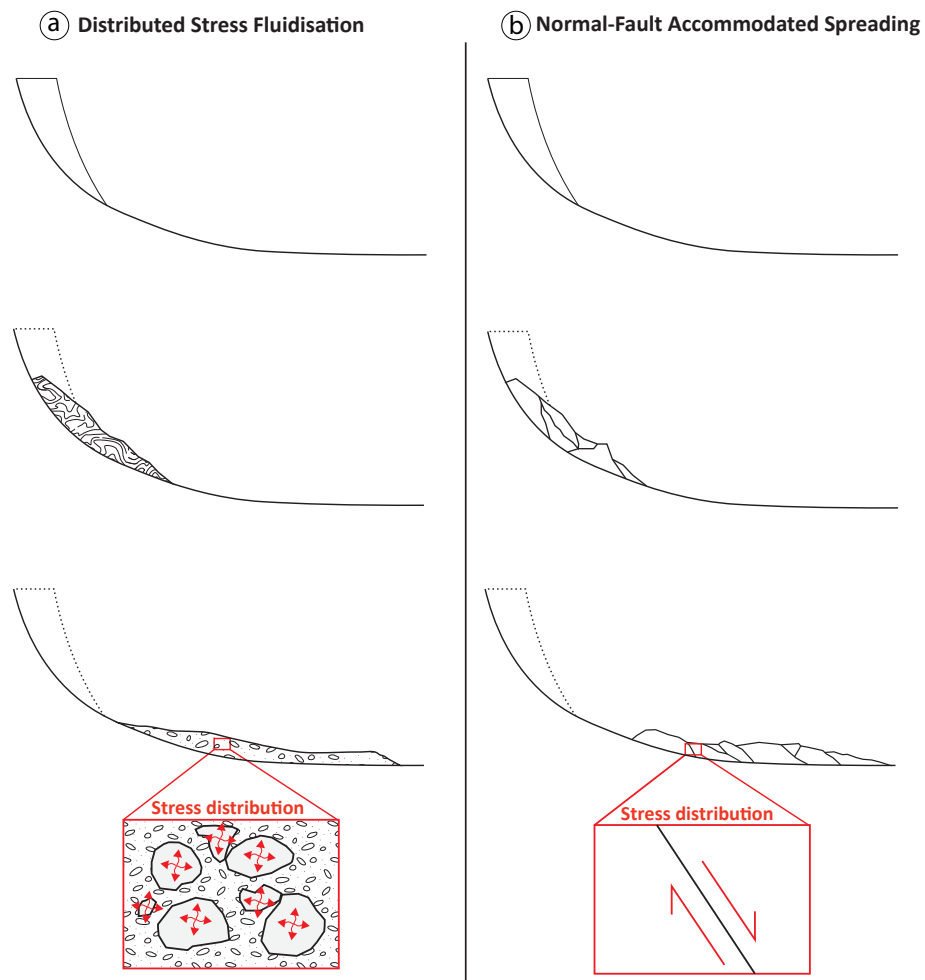 a Distributed Stress Fluidisation
b Normal-Fault Accommodated Spreading
Stress distribution
Stress distribution